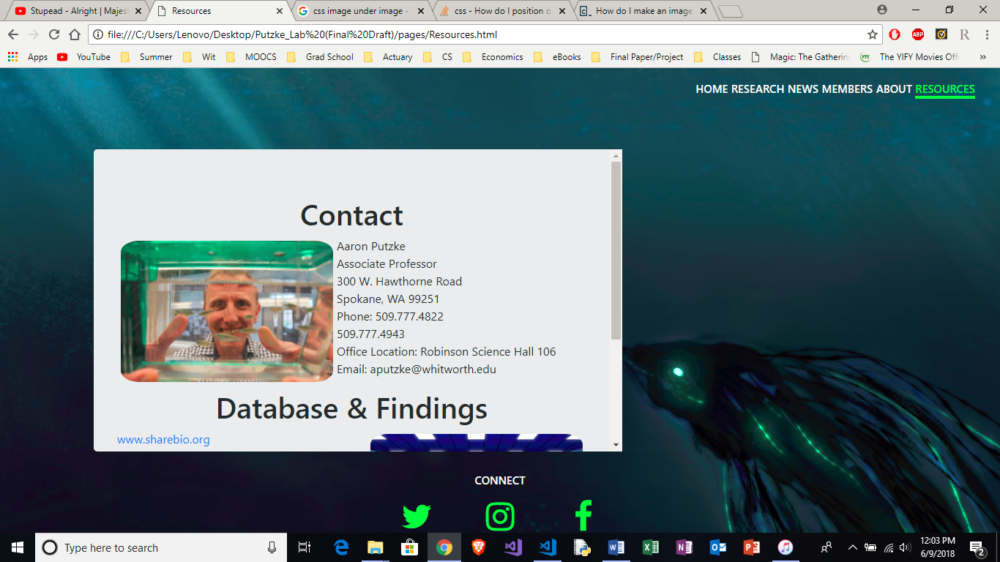 Stupead - Alright | Majest
Resources
css image under image -
css - How do I position o
How do I make an image
file:///C:/Users/Lenovo/Desktop/Putzke_Lab%20(Final%20Draft)/pages/Resources.html
ABP
R
Apps YouTube Summer Wit MOOCS Grad School Actuary CS Economics eBooks Final Paper/Project Classes Magic: The Gathering The YIFY Movies Offi »
HOME RESEARCH NEWS MEMBERS ABOUT RESOURCES
Contact
Aaron Putzke
Associate Professor
300 W. Hawthorne Road
Spokane, WA 99251
Phone: 509.777.4822
509.777.4943
Office Location: Robinson Science Hall 106
Email: aputzke@whitworth.edu
Database & Findings
www.sharebio.org
CONNECT
Type here to search
12:03 PM
6/9/2018
2